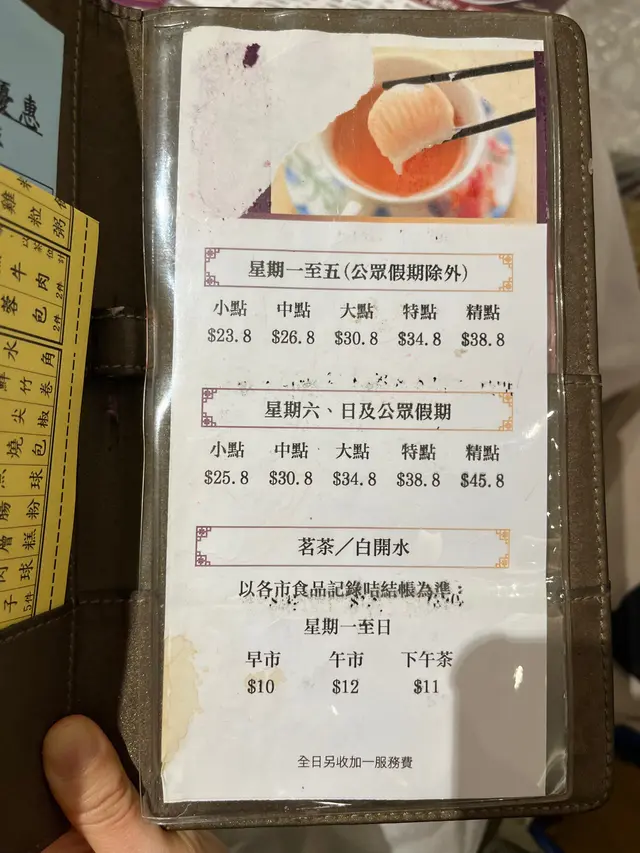 優惠
星期一至五(公眾假期除外)
小點 中點 大點 特點 精點
$23.8 $26.8 $30.8 $34.8 $38.8
星期六、日及公眾假期
小點 中點 大點 特點 精點
$25.8 $30.8 $34.8 $38.8 $45.8
茗茶/白開水
以各市食品記錄咭結帳為準:
星期一至日
早市 午市 下午茶
$10 $12 $11
全日另收加一服務費